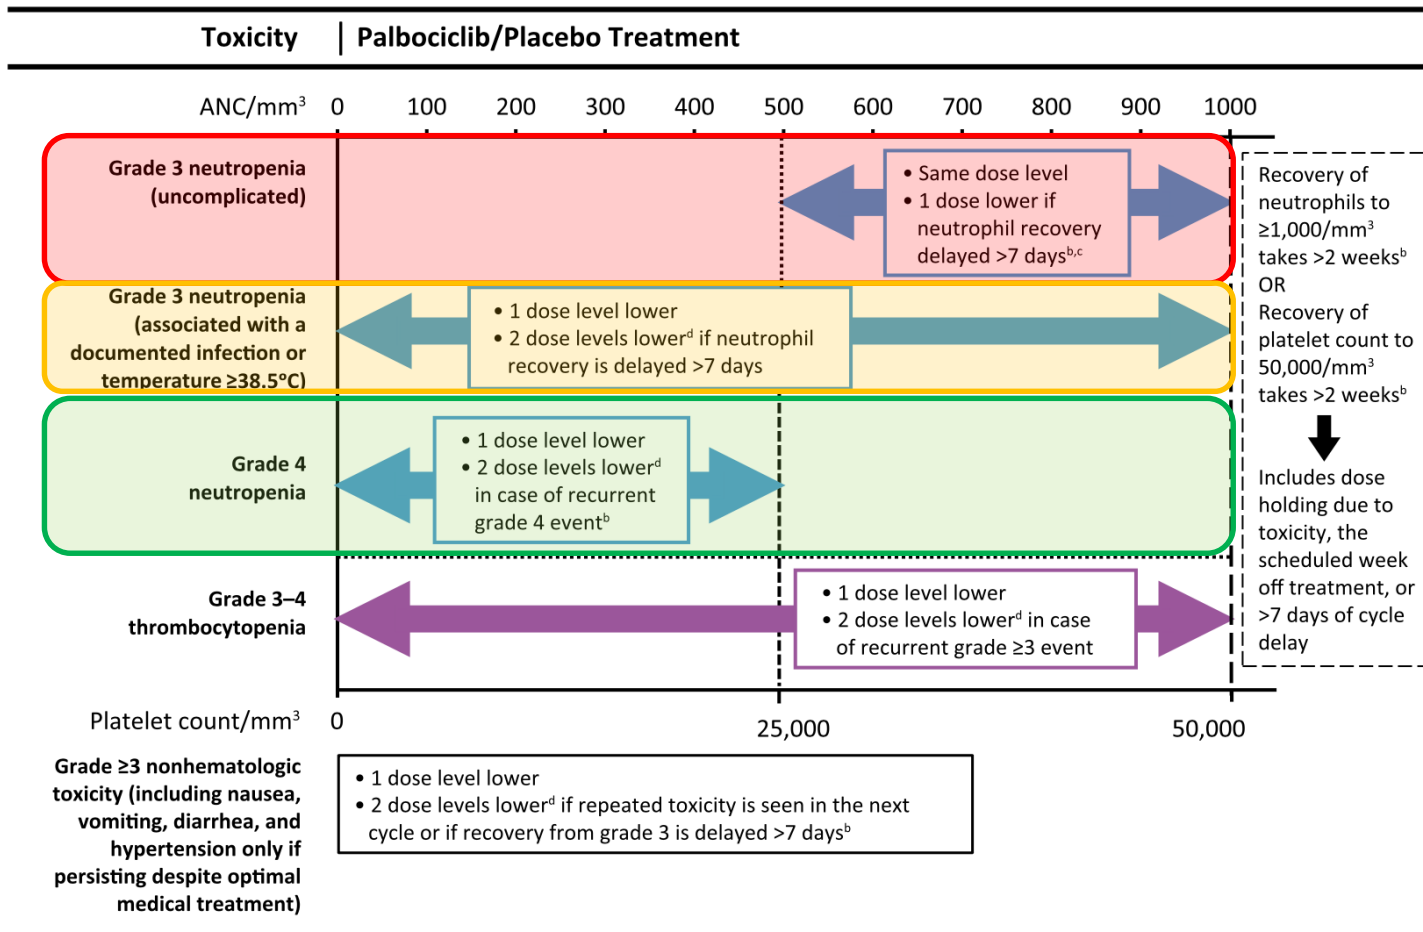 Toxicity | Palbociclib/Placebo Treatment
ANC/mm³ 0 100 200 300 400 500 600 700 800 900 1000
Grade 3 neutropenia
(uncomplicated)
• Same dose level
• 1 dose lower if
neutrophil recovery
delayed >7 daysᵇ,ᶜ
Grade 3 neutropenia
(associated with a
documented infection or
temperature ≥38.5°C)
• 1 dose level lower
• 2 dose levels lowerᵈ if neutrophil
recovery is delayed >7 days
Grade 4
neutropenia
• 1 dose level lower
• 2 dose levels lowerᵈ
in case of recurrent
grade 4 eventᵇ
Grade 3–4
thrombocytopenia
• 1 dose level lower
• 2 dose levels lowerᵈ in case
of recurrent grade ≥3 event
Recovery of
neutrophils to
≥1,000/mm³
takes >2 weeksᵇ
OR
Recovery of
platelet count to
50,000/mm³
takes >2 weeksᵇ
Includes dose
holding due to
toxicity, the
scheduled week
off treatment, or
>7 days of cycle
delay
Platelet count/mm³ 0 25,000 50,000
Grade ≥3 nonhematologic
toxicity (including nausea,
vomiting, diarrhea, and
hypertension only if
persisting despite optimal
medical treatment)
• 1 dose level lower
• 2 dose levels lowerᵈ if repeated toxicity is seen in the next
cycle or if recovery from grade 3 is delayed >7 daysᵇ